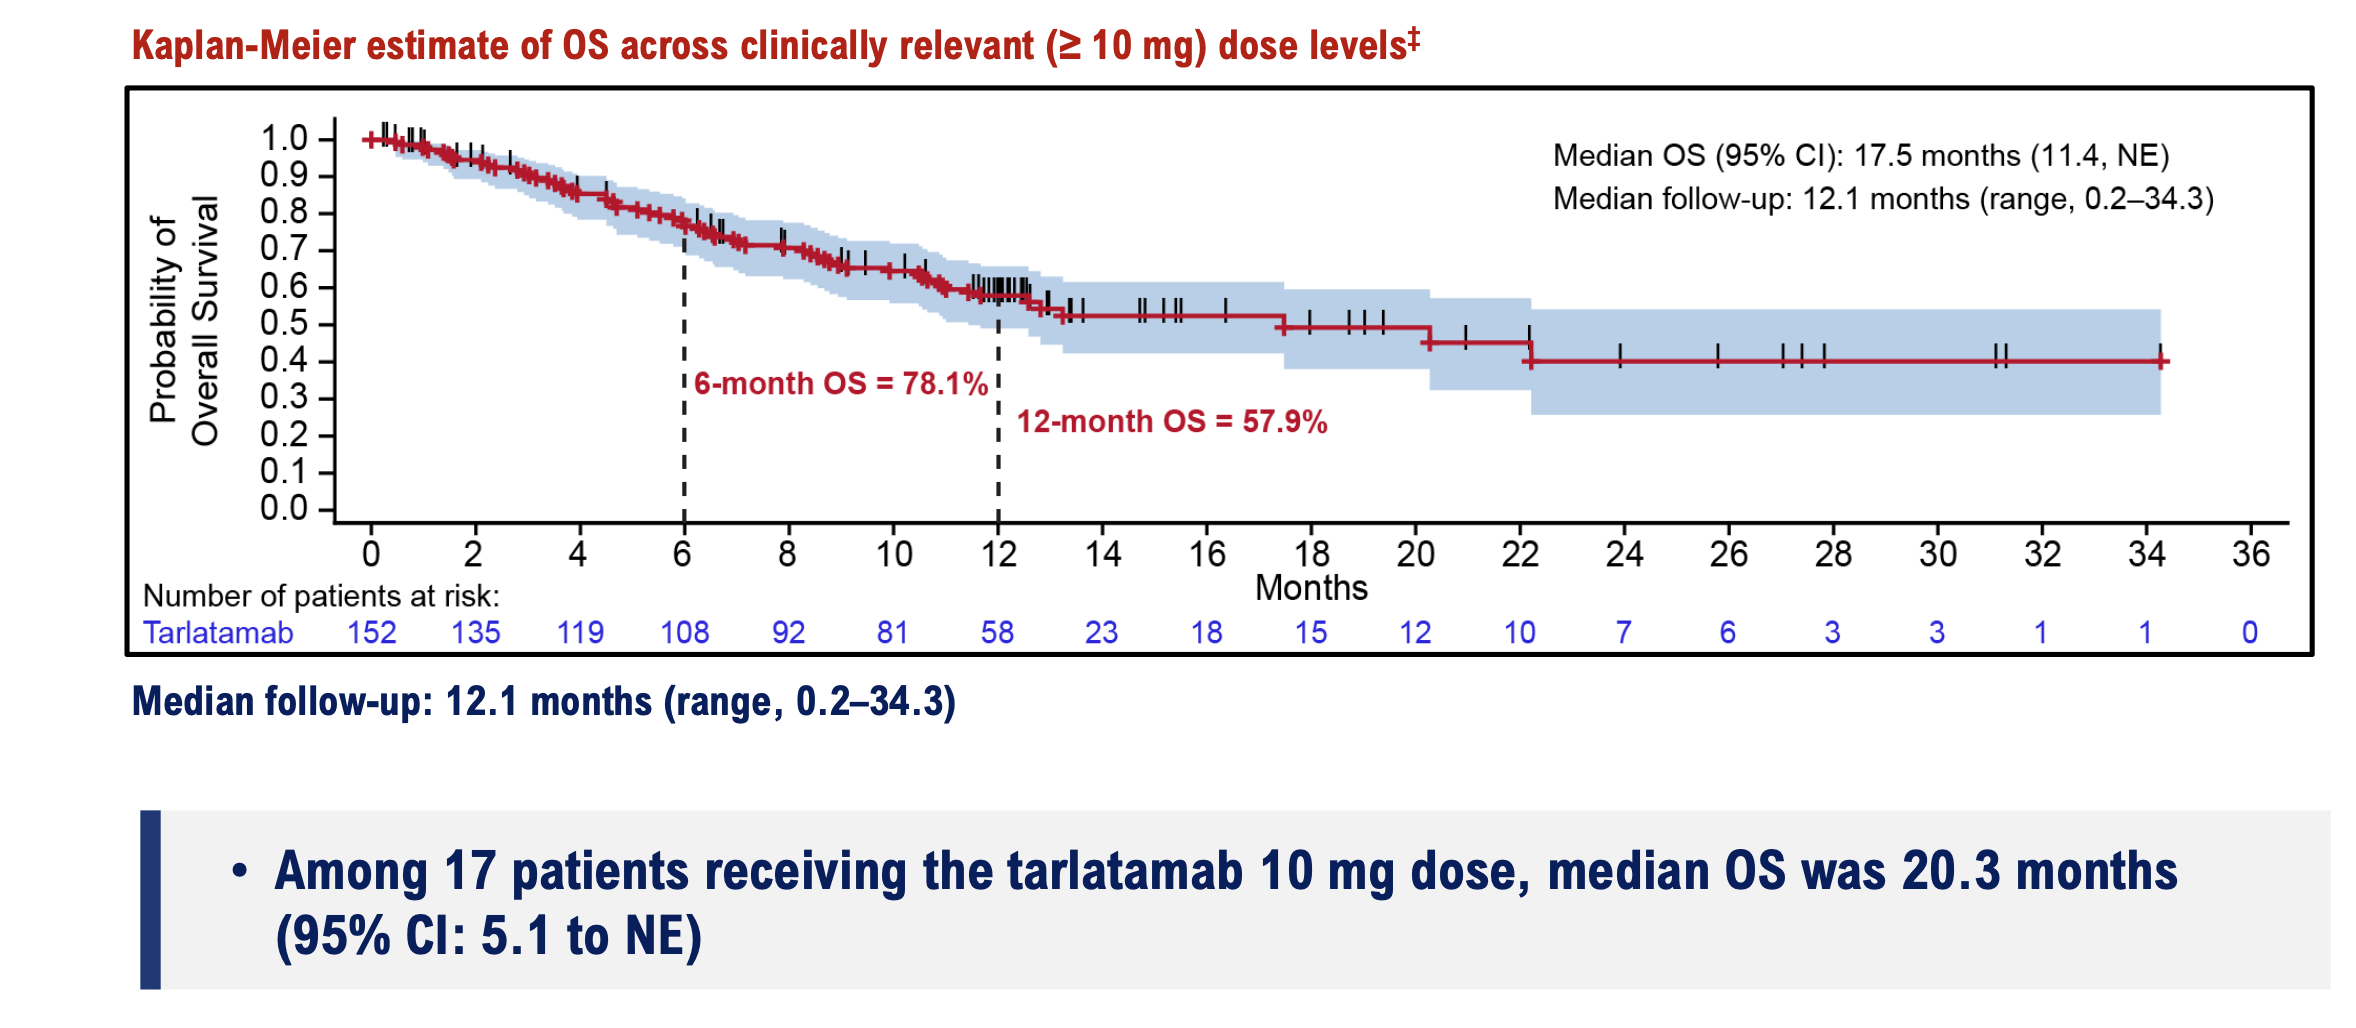 Kaplan-Meier estimate of OS across clinically relevant (≥ 10 mg) dose levels‡
Probability of
Overall Survival
1.0
0.9
0.8
0.7
0.6
0.5
0.4
0.3
0.2
0.1
0.0
Median OS (95% CI): 17.5 months (11.4, NE)
Median follow-up: 12.1 months (range, 0.2–34.3)
6-month OS = 78.1%
12-month OS = 57.9%
0 2 4 6 8 10 12 14 16 18 20 22 24 26 28 30 32 34 36
Months
Number of patients at risk:
Tarlatamab 152 135 119 108 92 81 58 23 18 15 12 10 7 6 3 3 1 1 0
Median follow-up: 12.1 months (range, 0.2–34.3)
• Among 17 patients receiving the tarlatamab 10 mg dose, median OS was 20.3 months
(95% CI: 5.1 to NE)